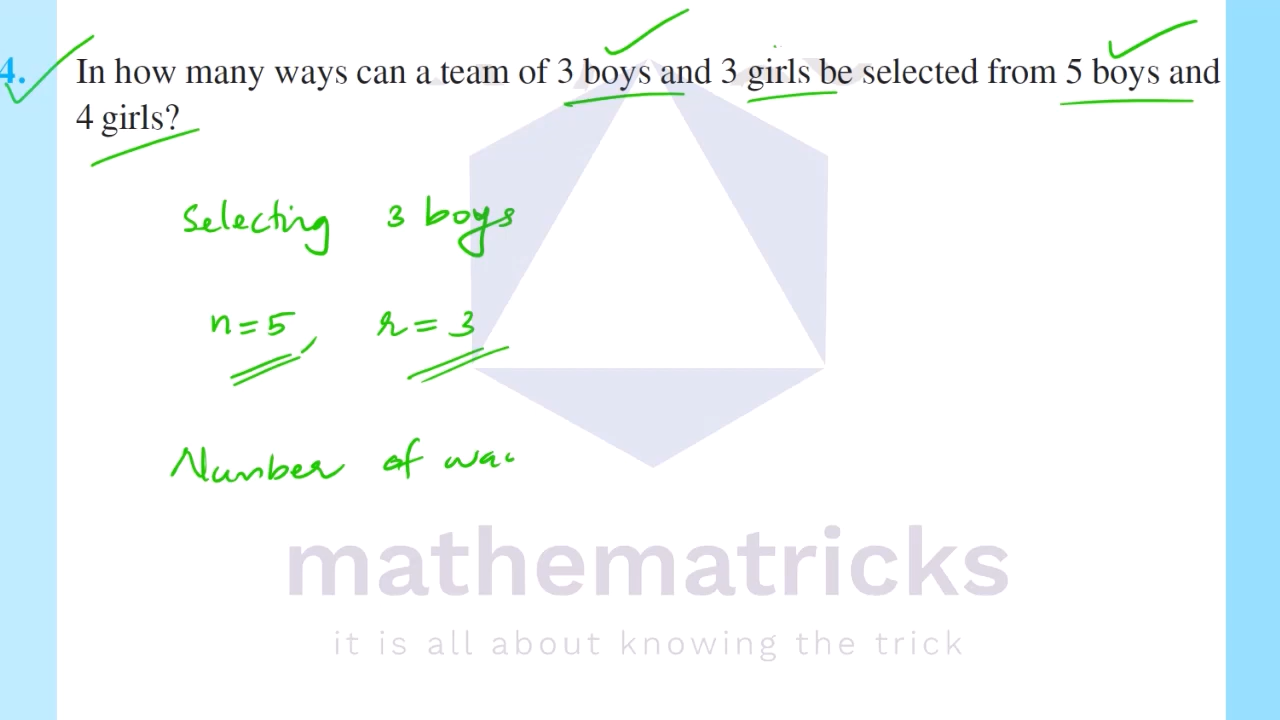 4. In how many ways can a team of 3 boys and 3 girls be selected from 5 boys and
4 girls?
Selecting 3 boys
n=5, r=3
Number of wa
mathematricks
it is all about knowing the trick